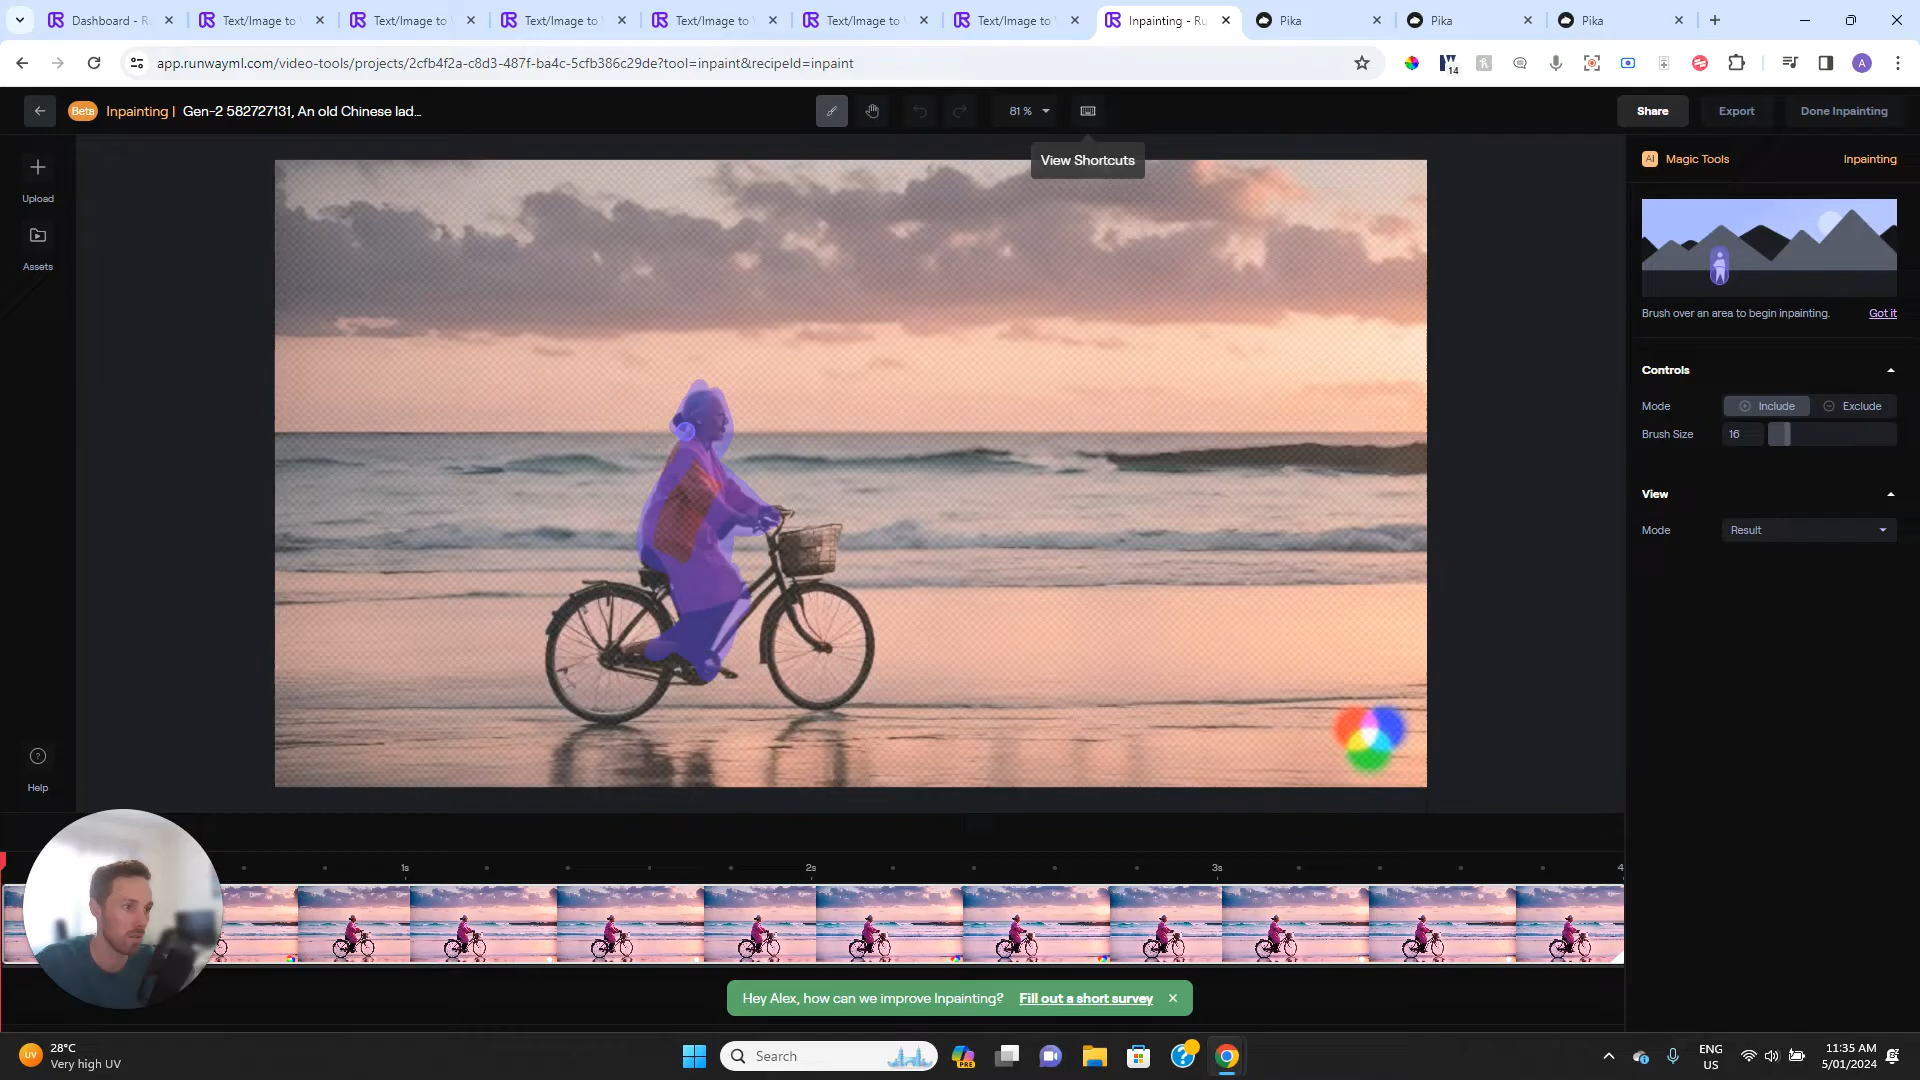 Dashboard - Ru
Text/Image to V
Text/Image to V
Text/Image to V
Text/Image to V
Text/Image to V
Text/Image to V
Inpainting - Ru
Pika
Pika
Pika
app.runwayml.com/video-tools/projects/2cfb4f2a-c8d3-487f-ba4c-5cfb386c29de?tool=inpaint&recipeId=inpaint
14
A
Beta
Inpainting | Gen-2 582727131, An old Chinese lad...
81 %
Share
Export
Done Inpainting
View Shortcuts
AI Magic Tools
Inpainting
Upload
Assets
Help
Brush over an area to begin inpainting.
Got it
Controls
Mode
Include
Exclude
Brush Size
16
View
Mode
Result
1s
2s
3s
4
Hey Alex, how can we improve Inpainting? Fill out a short survey
UV
28°C
Very high UV
Search
PRE
ENG
US
11:35 AM
5/01/2024